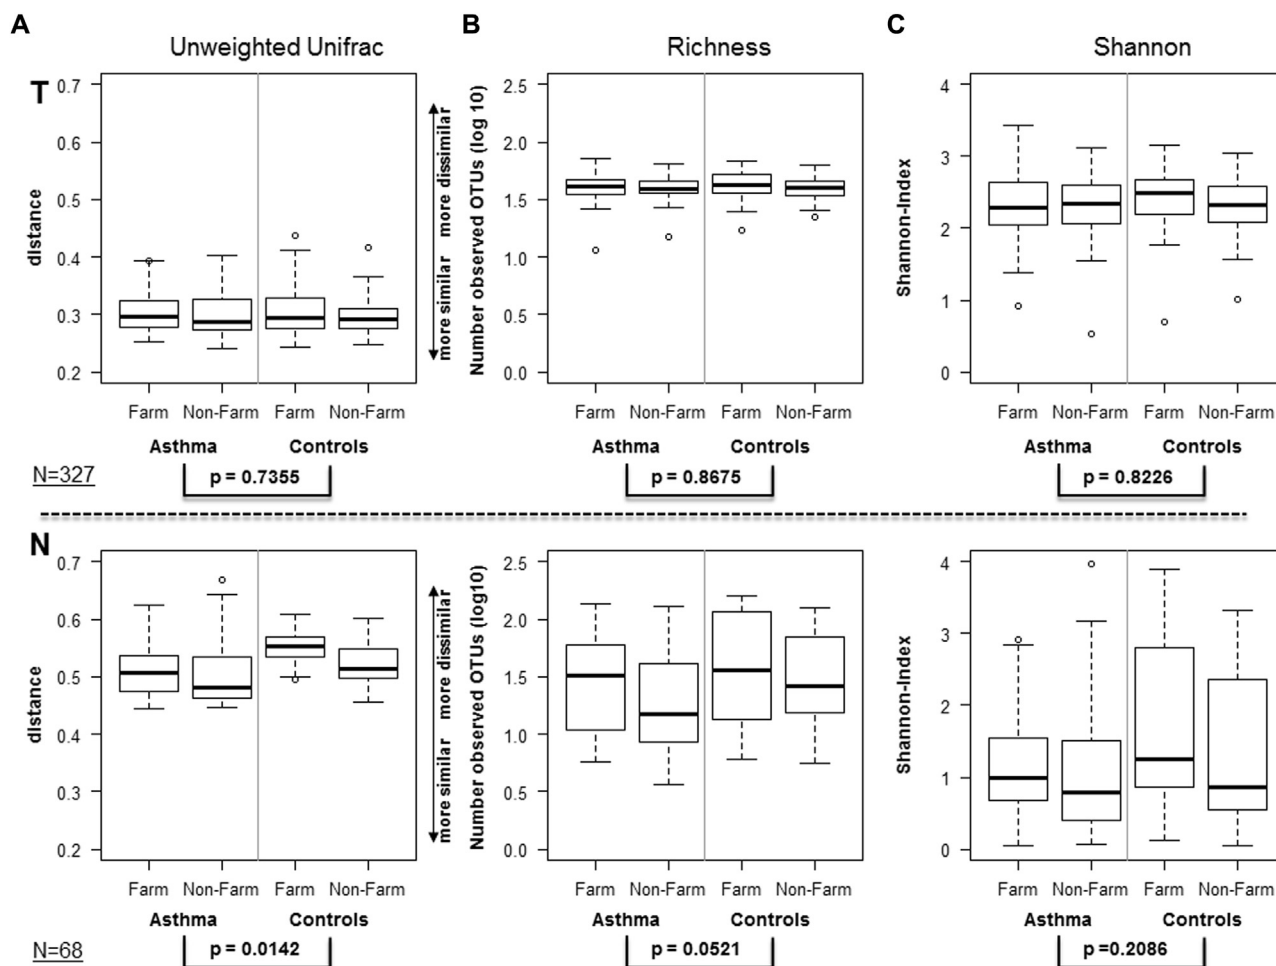 A
B
C
Unweighted Unifrac
Richness
Shannon
T
0.7
0.6
0.5
0.4
0.3
0.2
distance
more similar more dissimilar
Number observed OTUs (log 10)
2.5
2.0
1.5
1.0
0.5
0.0
Shannon-Index
4
3
2
1
0
Farm Non-Farm Farm Non-Farm
Farm Non-Farm Farm Non-Farm
Farm Non-Farm Farm Non-Farm
Asthma Controls
Asthma Controls
Asthma Controls
N=327
p = 0.7355
p = 0.8675
p = 0.8226
N
0.7
0.6
0.5
0.4
0.3
0.2
distance
more similar more dissimilar
Number observed OTUs (log10)
2.5
2.0
1.5
1.0
0.5
0.0
Shannon-Index
4
3
2
1
0
Farm Non-Farm Farm Non-Farm
Farm Non-Farm Farm Non-Farm
Farm Non-Farm Farm Non-Farm
Asthma Controls
Asthma Controls
Asthma Controls
N=68
p = 0.0142
p = 0.0521
p =0.2086